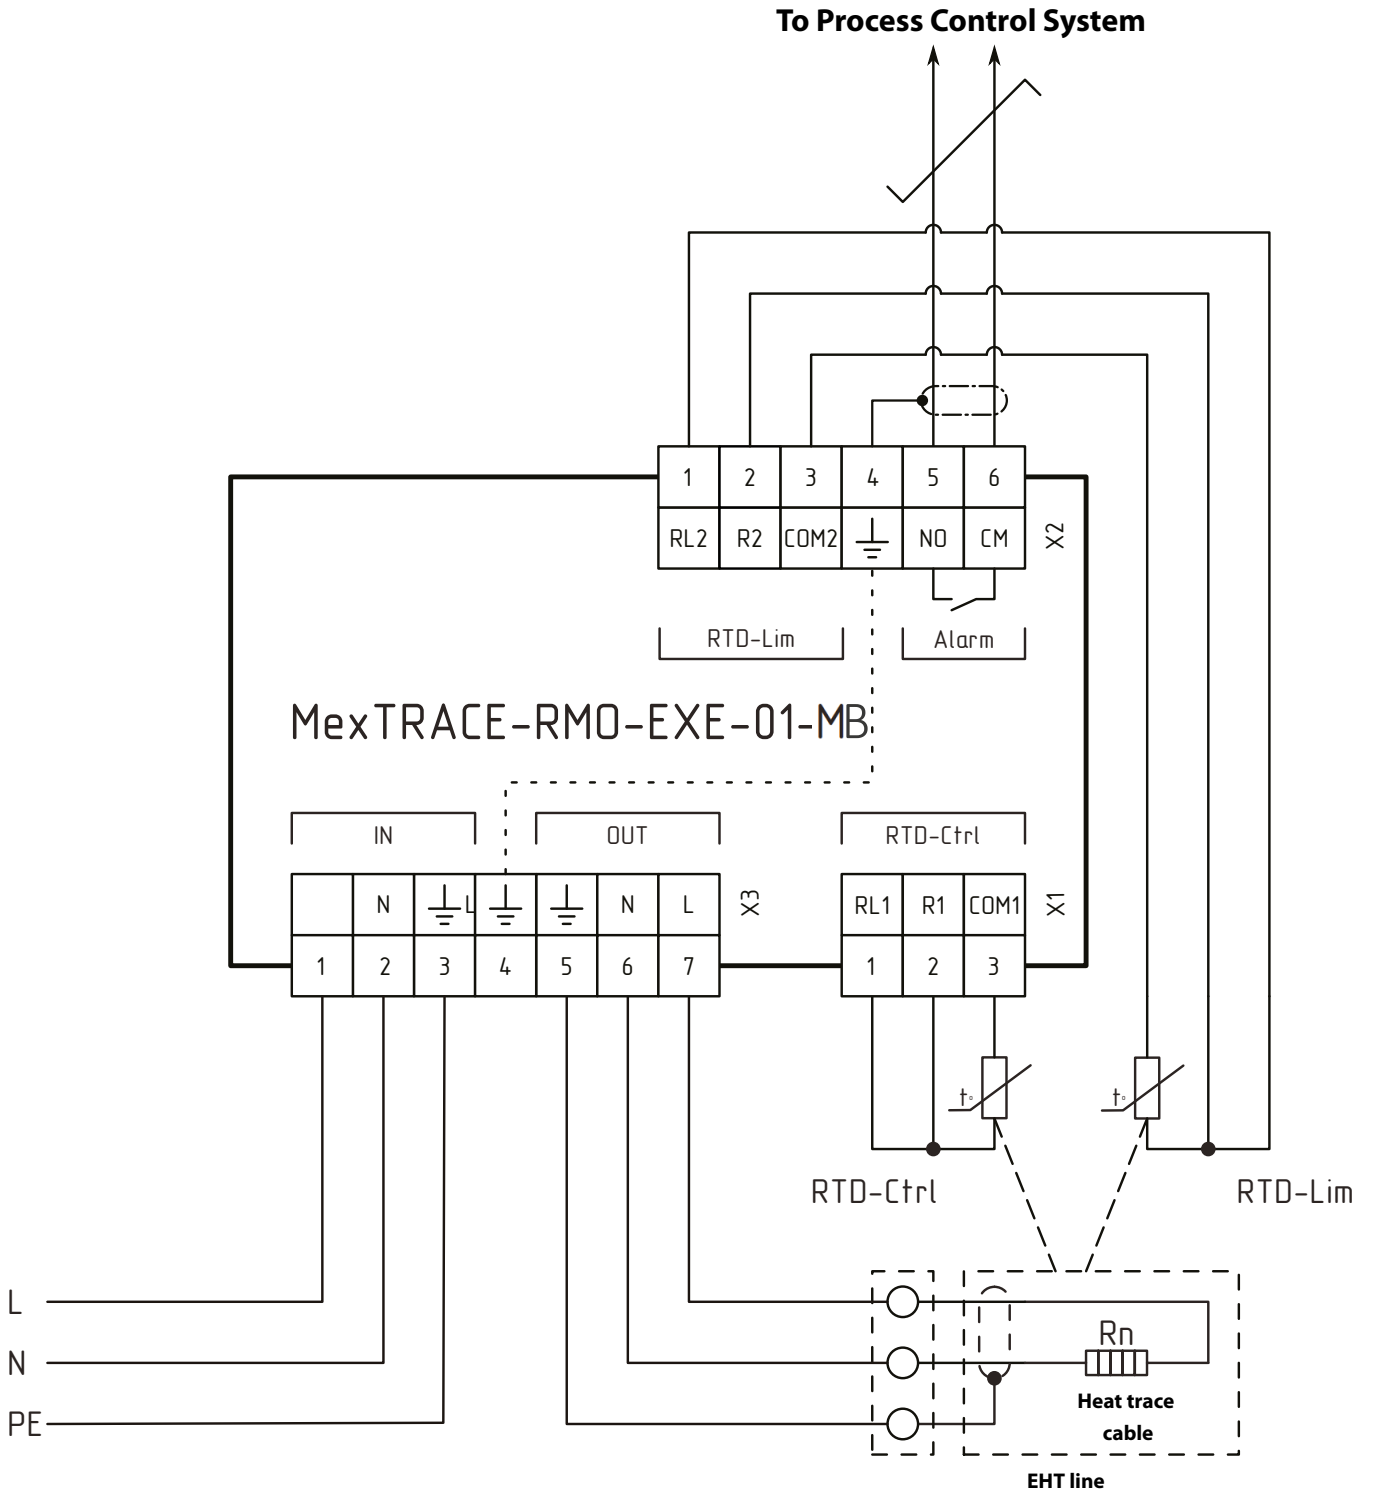 To Process Control System
1 2 3 4 5 6
RL2 R2 COM2 NO CM
X2
RTD-Lim Alarm
MexTRACE-RMO-EXE-01-MB
IN OUT RTD-Ctrl
N L N L X3 RL1 R1 COM1 X1
1 2 3 4 5 6 7 1 2 3
t° t°
RTD-Ctrl RTD-Lim
L
N
PE
Rn
Heat trace
cable
EHT line